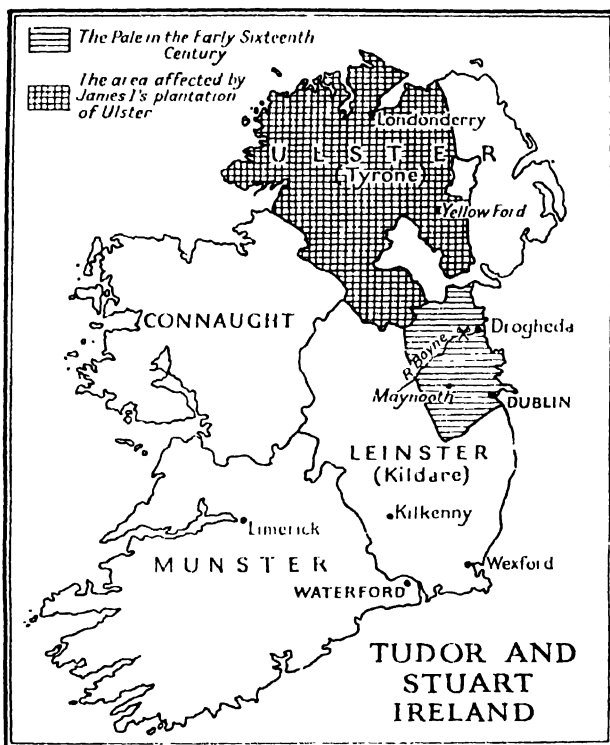 The Pale in the Early Sixteenth
Century
The area affected by
James I's plantation
of Ulster
Londonderry
ULSTER
(Tyrone)
Yellow Ford
CONNAUGHT
Drogheda
R. Boyne
Maynooth
DUBLIN
LEINSTER
(Kildare)
Kilkenny
Limerick
MUNSTER
Wexford
WATERFORD
TUDOR AND
STUART
IRELAND